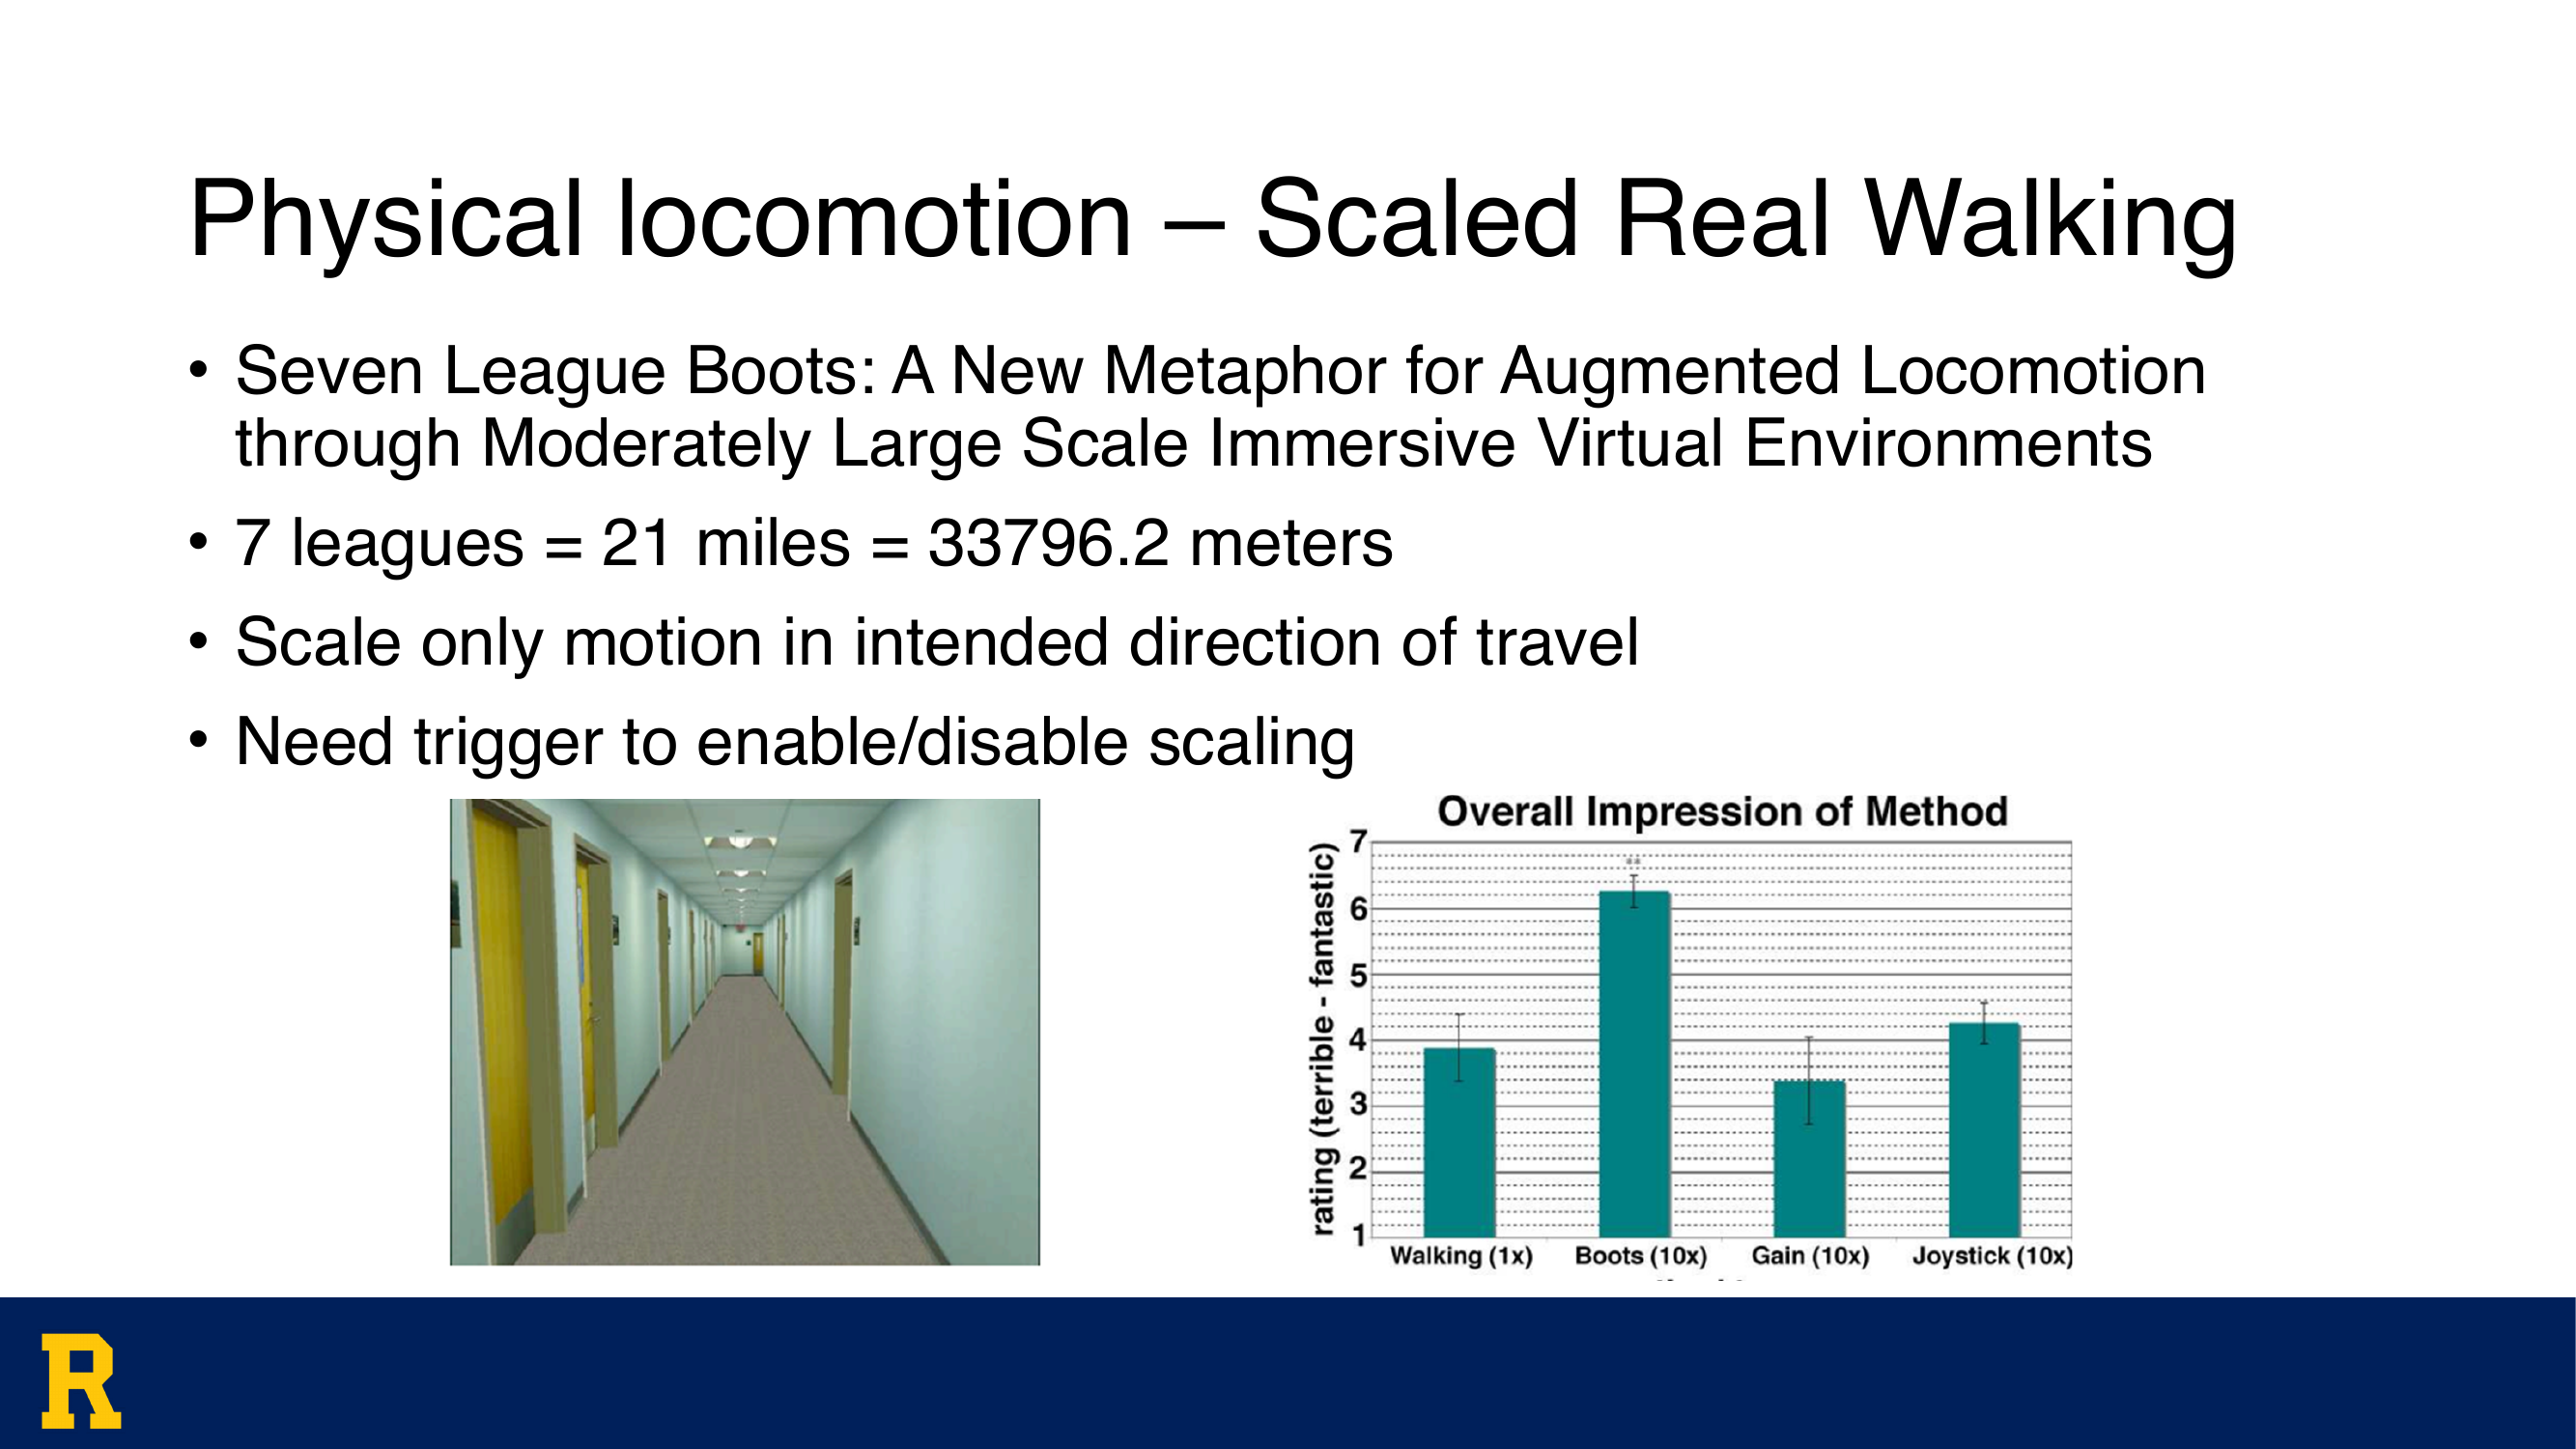 Physical locomotion – Scaled Real Walking
• Seven League Boots: A New Metaphor for Augmented Locomotion
through Moderately Large Scale Immersive Virtual Environments
• 7 leagues = 21 miles = 33796.2 meters
• Scale only motion in intended direction of travel
• Need trigger to enable/disable scaling
Overall Impression of Method
rating (terrible - fantastic)
7
**
6
5
4
3
2
1
Walking (1x) Boots (10x) Gain (10x) Joystick (10x)
R